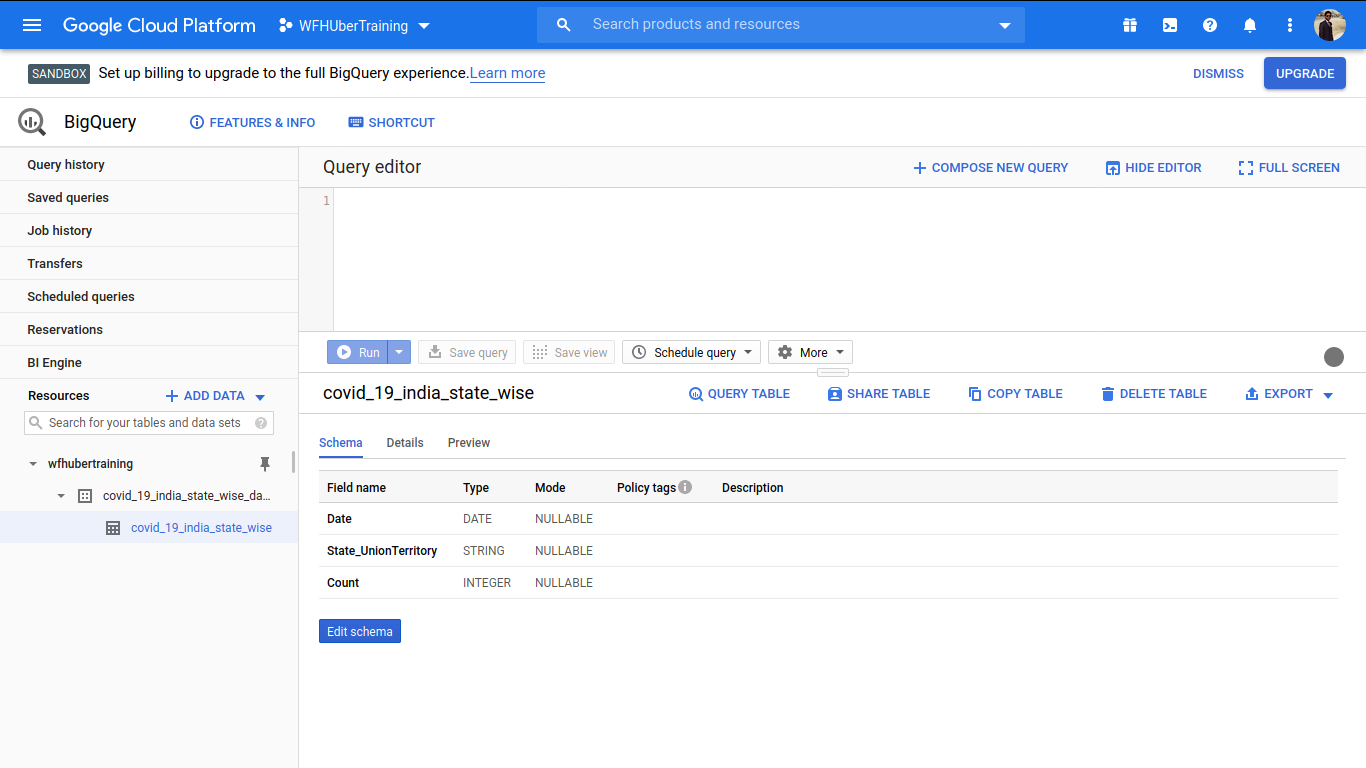 Google Cloud Platform WFHUberTraining Search products and resources
SANDBOX Set up billing to upgrade to the full BigQuery experience.Learn more DISMISS UPGRADE
BigQuery FEATURES & INFO SHORTCUT
Query history
Saved queries
Job history
Transfers
Scheduled queries
Reservations
BI Engine
Resources ADD DATA
Search for your tables and data sets
wfhubertraining
covid_19_india_state_wise_da...
covid_19_india_state_wise
Query editor COMPOSE NEW QUERY HIDE EDITOR FULL SCREEN
1
Run Save query Save view Schedule query More
covid_19_india_state_wise QUERY TABLE SHARE TABLE COPY TABLE DELETE TABLE EXPORT
Schema Details Preview
Field name Type Mode Policy tags Description
Date DATE NULLABLE
State_UnionTerritory STRING NULLABLE
Count INTEGER NULLABLE
Edit schema